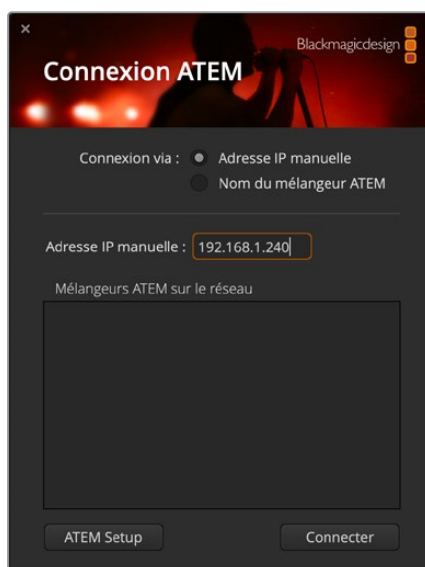 Blackmagicdesign
Connexion ATEM
Connexion via : Adresse IP manuelle
Nom du mélangeur ATEM
Adresse IP manuelle : 192.168.1.240
Mélangeurs ATEM sur le réseau
ATEM Setup Connecter